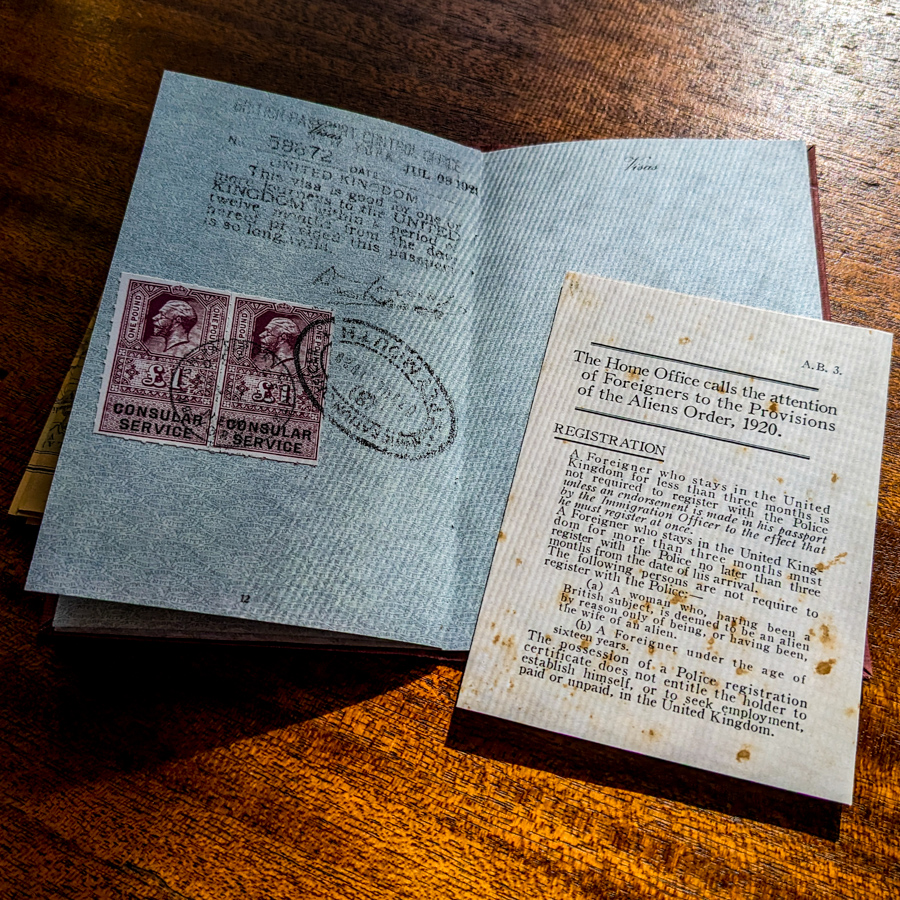 BRITISH PASSPORT CONTROL OFFICE
Visas
YORK
No. 58872 DATE JUL 08 1921
UNITED KINGDOM
This visa is good for one or
more journeys to the UNITED
KINGDOM within a period of
twelve months from the date
hereof provided this passport
is so long valid.
ONE POUND
ONE POUND
£1
£1
CONSULAR
SERVICE
CONSULAR
SERVICE
12
Visas
A.B. 3.
The Home Office calls the attention
of Foreigners to the Provisions
of the Aliens Order, 1920.
REGISTRATION
A Foreigner who stays in the United
Kingdom for less than three months is
not required to register with the Police
unless an endorsement is made in his passport
by the Immigration Officer to the effect that
he must register at once.
A Foreigner who stays in the United King-
dom for more than three months must
register with the Police no later than three
months from the date of his arrival.
The following persons are not require to
register with the Police:—
(a) A woman who, having been a
British subject, is deemed to be an alien
by reason only of being, or having been,
the wife of an alien.
(b) A Foreigner under the age of
sixteen years.
The possession of a Police registration
certificate does not entitle the holder to
establish himself, or to seek employment,
paid or unpaid, in the United Kingdom.